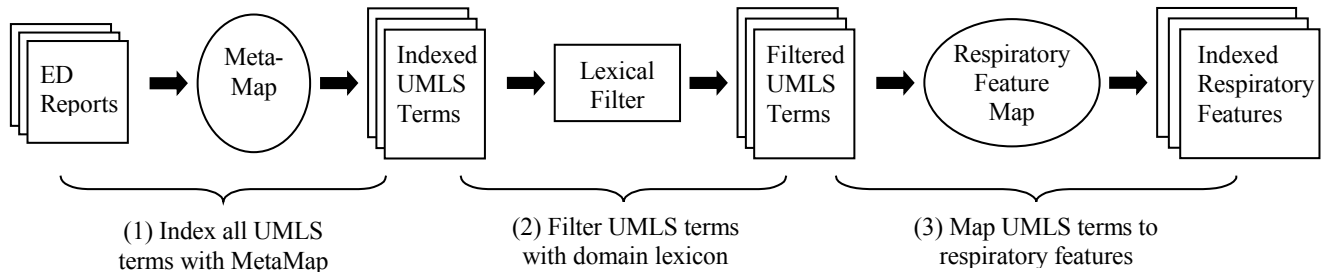 ED
Reports
Meta-
Map
Indexed
UMLS
Terms
Lexical
Filter
Filtered
UMLS
Terms
Respiratory
Feature
Map
Indexed
Respiratory
Features
(1) Index all UMLS
terms with MetaMap
(2) Filter UMLS terms
with domain lexicon
(3) Map UMLS terms to
respiratory features